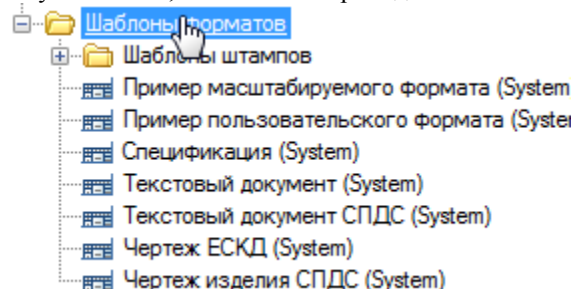 Шаблоны форматов
Шаблоны штампов
Пример масштабируемого формата (System
Пример пользовательского формата (System
Спецификация (System)
Текстовый документ (System)
Текстовый документ СПДС (System)
Чертеж ЕСКД (System)
Чертеж изделия СПДС (System)